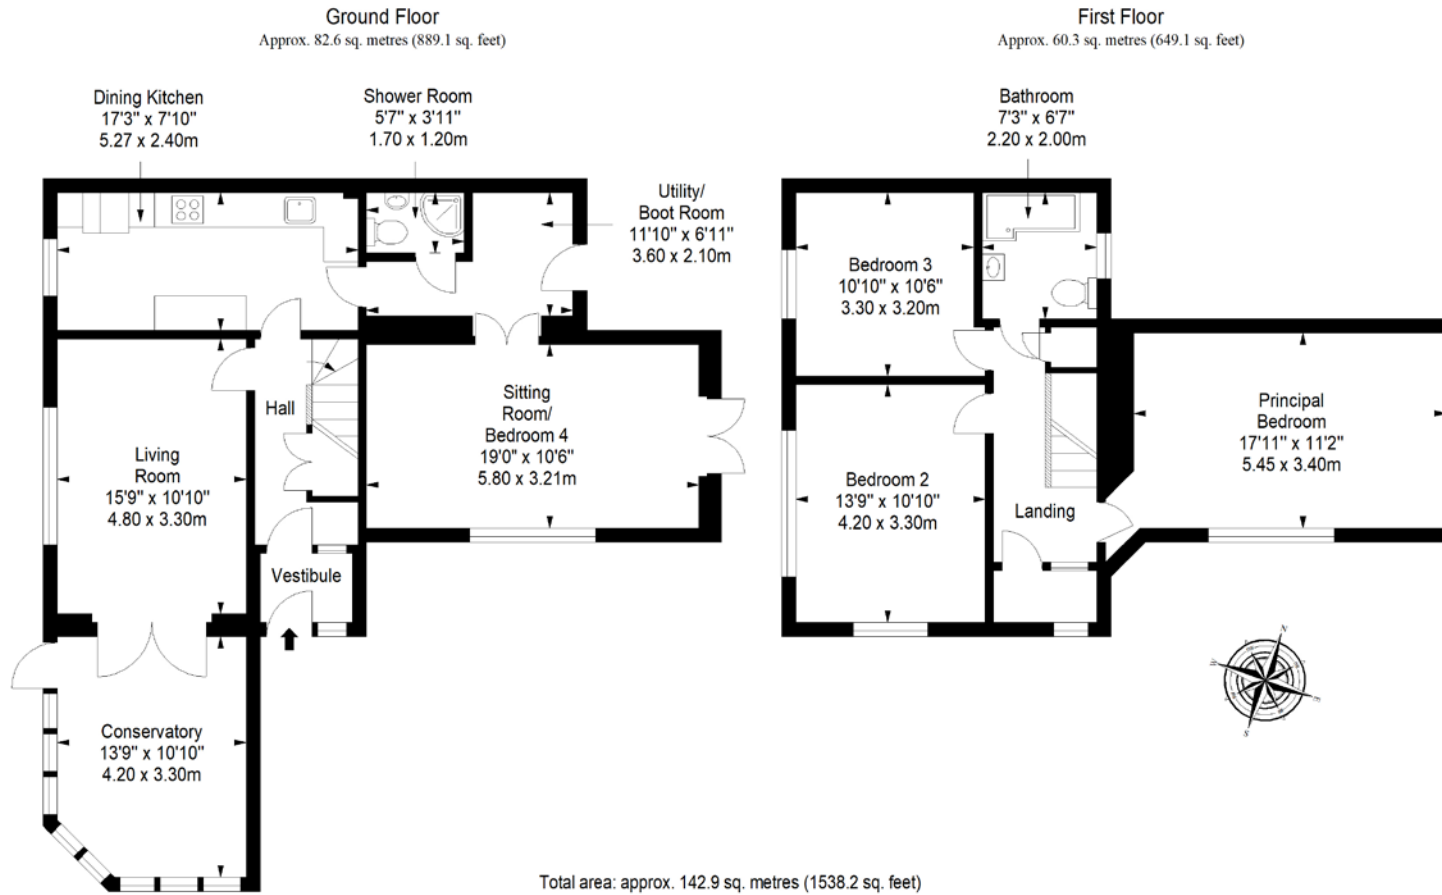 Ground Floor
Approx. 82.6 sq. metres (889.1 sq. feet)
First Floor
Approx. 60.3 sq. metres (649.1 sq. feet)
Dining Kitchen
17'3" x 7'10"
5.27 x 2.40m
Shower Room
5'7" x 3'11"
1.70 x 1.20m
Utility/
Boot Room
11'10" x 6'11"
3.60 x 2.10m
Hall
Sitting
Room/
Bedroom 4
19'0" x 10'6"
5.80 x 3.21m
Living
Room
15'9" x 10'10"
4.80 x 3.30m
Vestibule
Conservatory
13'9" x 10'10"
4.20 x 3.30m
Bathroom
7'3" x 6'7"
2.20 x 2.00m
Bedroom 3
10'10" x 10'6"
3.30 x 3.20m
Principal
Bedroom
17'11" x 11'2"
5.45 x 3.40m
Bedroom 2
13'9" x 10'10"
4.20 x 3.30m
Landing
N
W
E
S
Total area: approx. 142.9 sq. metres (1538.2 sq. feet)